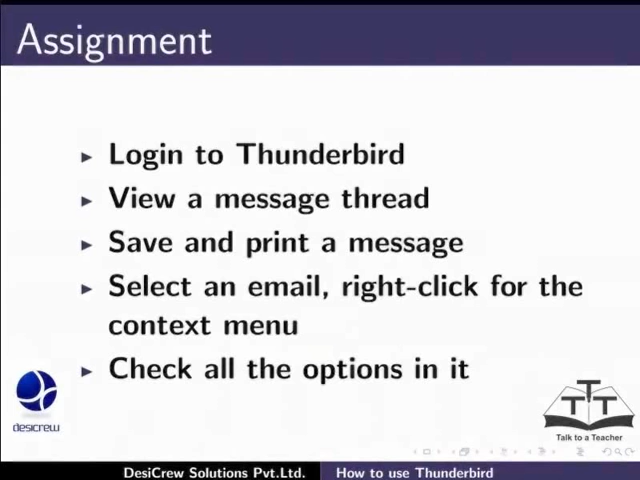 Assignment
Login to Thunderbird
View a message thread
Save and print a message
Select an email, right-click for the
context menu
Check all the options in it
desicrew
TTT
Talk to a Teacher
DesiCrew Solutions Pvt.Ltd. How to use Thunderbird